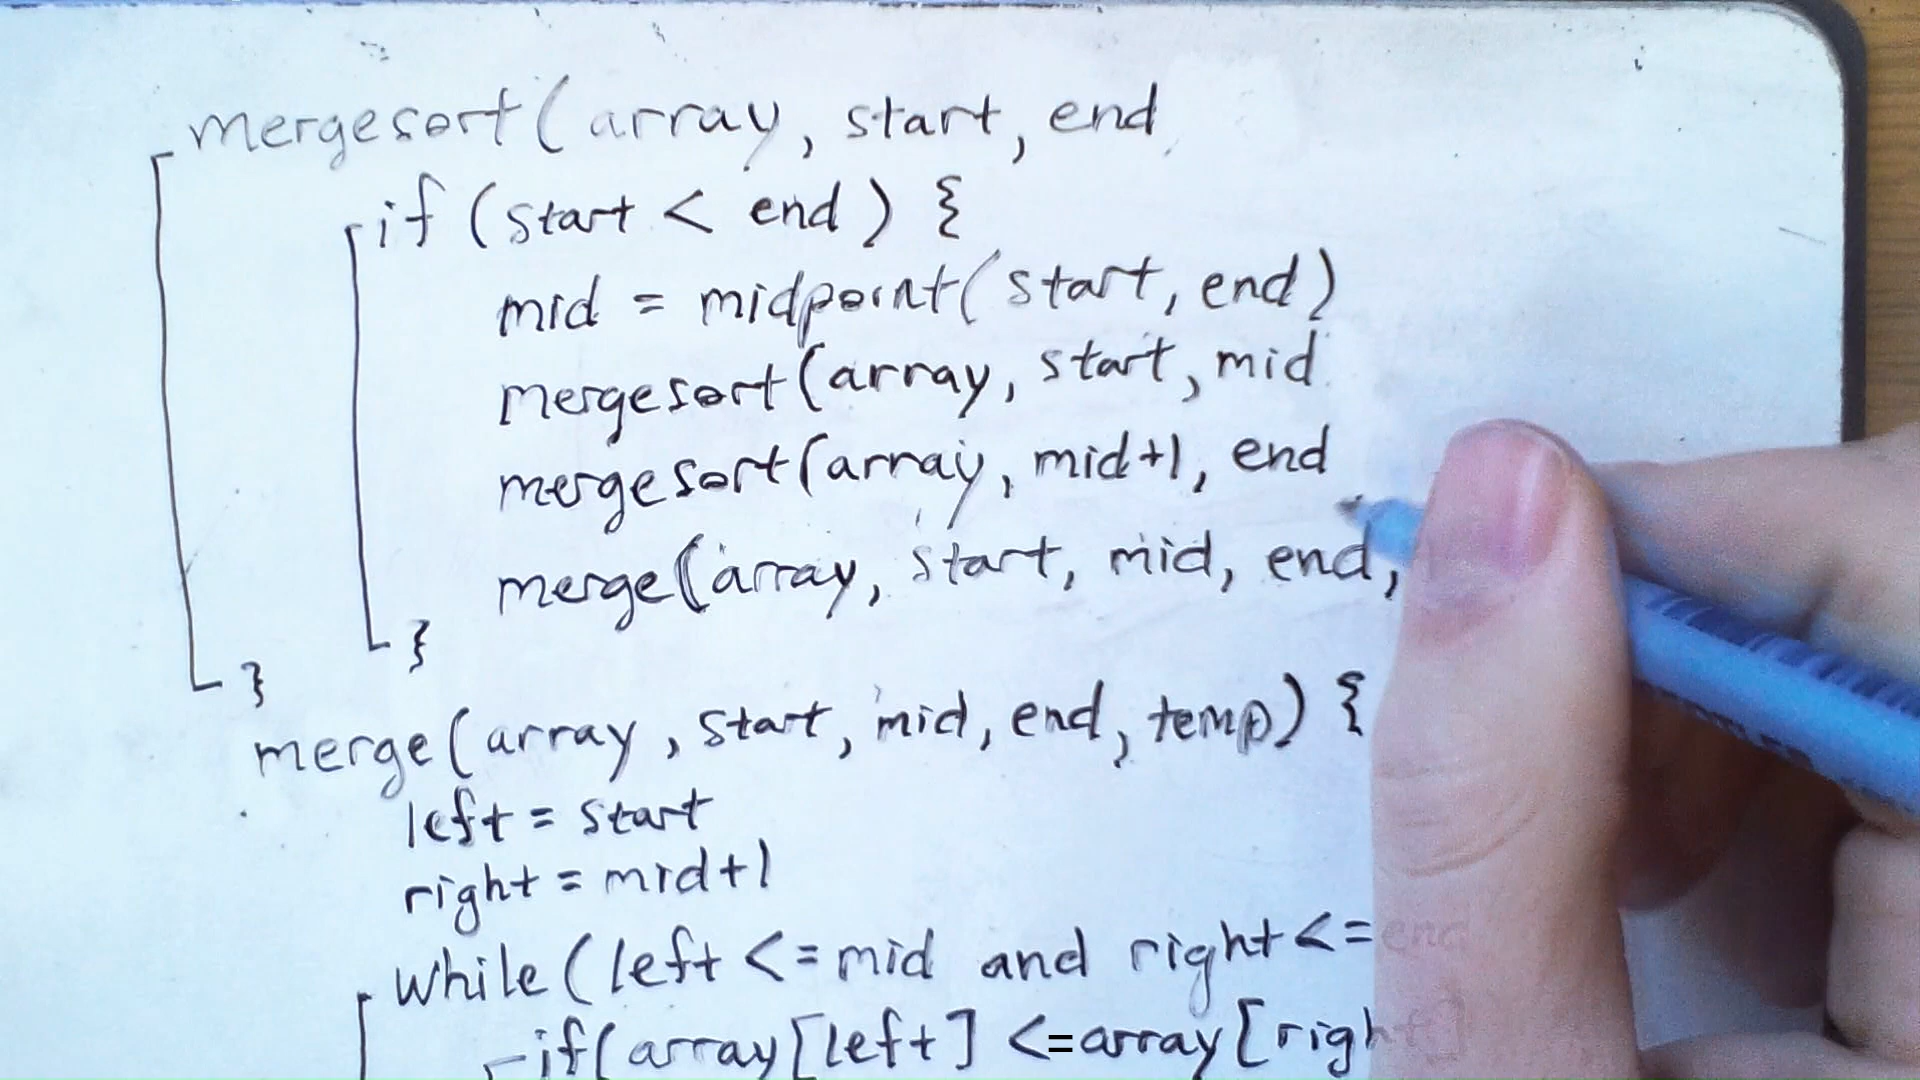 mergesort(array, start, end
if (start < end) {
mid = midpoint(start, end)
mergesort(array, start, mid
mergesort(array, mid+1, end
merge(array, start, mid, end,
}
}
merge(array, start, mid, end, temp) {
left = start
right = mid+1
while (left <= mid and right <= end
if(array[left] <= array[right]